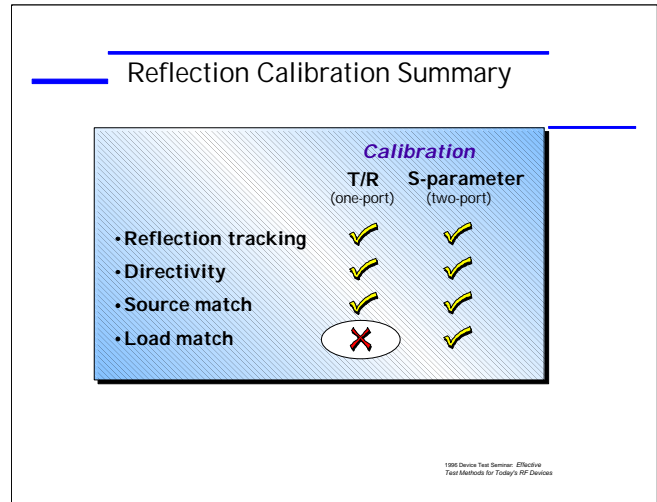 Reflection Calibration Summary
Calibration
T/R S-parameter
(one-port) (two-port)
•Reflection tracking
•Directivity
•Source match
•Load match
1996 Device Test Seminar: Effective
Test Methods for Today's RF Devices